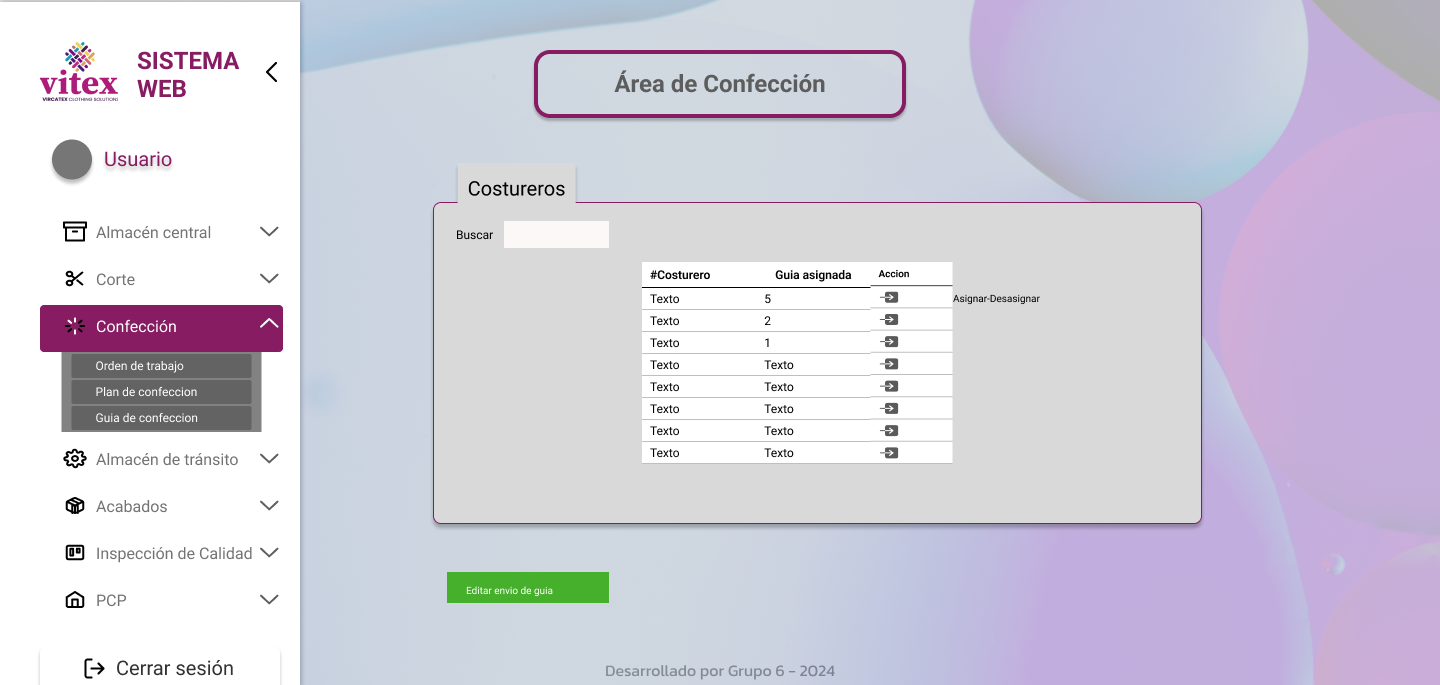 vitex
VIRCATEX CLOTHING SOLUTIONS
SISTEMA
WEB
Usuario
Almacén central
Corte
Confección
Orden de trabajo
Plan de confeccion
Guia de confeccion
Almacén de tránsito
Acabados
Inspección de Calidad
PCP
Cerrar sesión
Área de Confección
Costureros
Buscar
#Costurero Guia asignada Accion
Texto 5 Asignar-Desasignar
Texto 2
Texto 1
Texto Texto
Texto Texto
Texto Texto
Texto Texto
Texto Texto
Editar envio de guia
Desarrollado por Grupo 6 - 2024